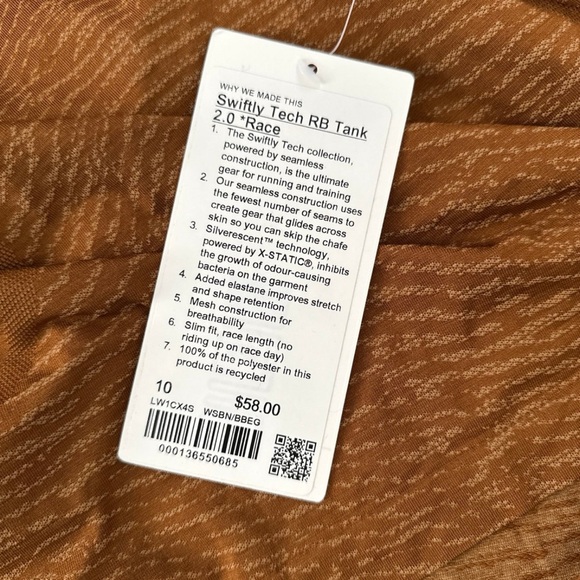 WHY WE MADE THIS
Swiftly Tech RB Tank
2.0 *Race
1. The Swiftly Tech collection,
powered by seamless
construction, is the ultimate
gear for running and training
2. Our seamless construction uses
the fewest number of seams to
create gear that glides across
skin so you can skip the chafe
3. Silverescent™ technology,
powered by X-STATIC®, inhibits
the growth of odour-causing
bacteria on the garment
4. Added elastane improves stretch
and shape retention
5. Mesh construction for
breathability
6. Slim fit, race length (no
riding up on race day)
7. 100% of the polyester in this
product is recycled
10 $58.00
LW1CX4S WSBN/BBEG
000136550685